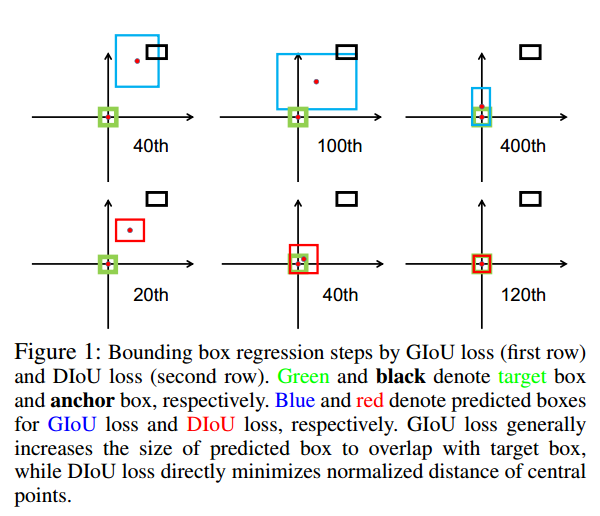 40th
100th
400th
20th
40th
120th
Figure 1: Bounding box regression steps by GIoU loss (first row)
and DIoU loss (second row). Green and black denote target box
and anchor box, respectively. Blue and red denote predicted boxes
for GIoU loss and DIoU loss, respectively. GIoU loss generally
increases the size of predicted box to overlap with target box,
while DIoU loss directly minimizes normalized distance of central
points.